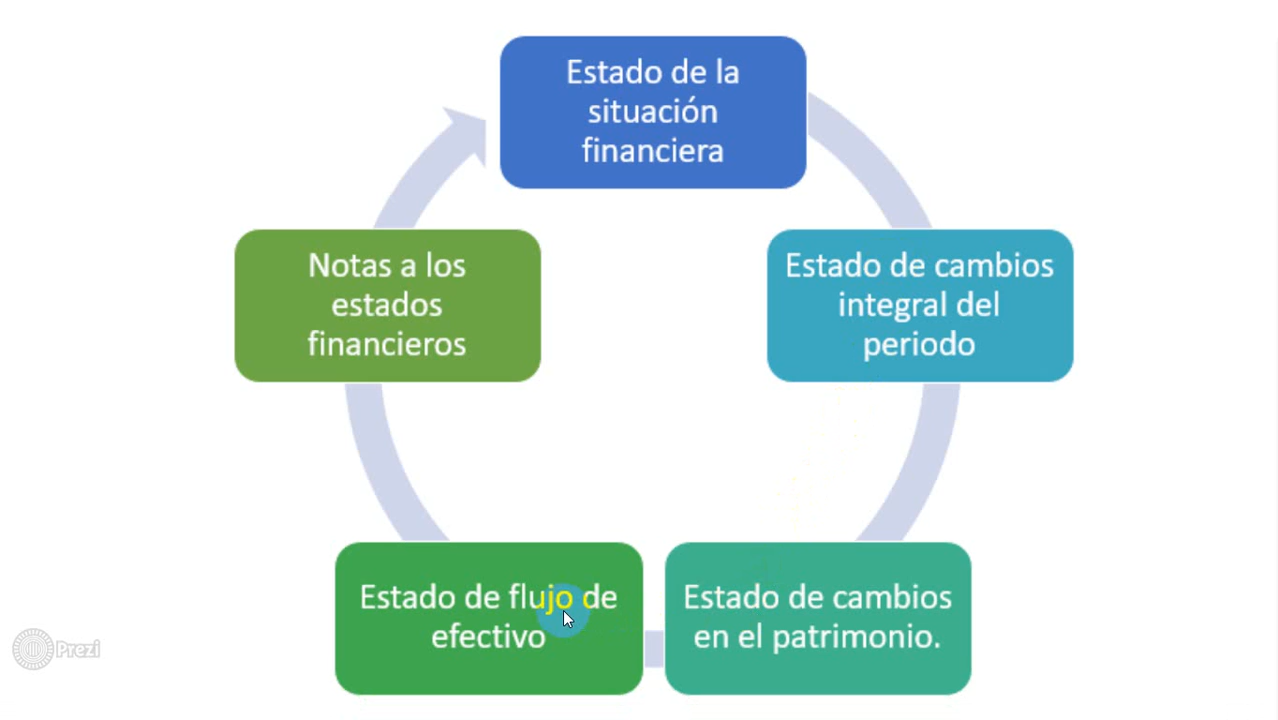 Estado de la
situación
financiera
Estado de cambios
integral del
periodo
Estado de cambios
en el patrimonio.
Estado de flujo de
efectivo
Notas a los
estados
financieros
Prezi